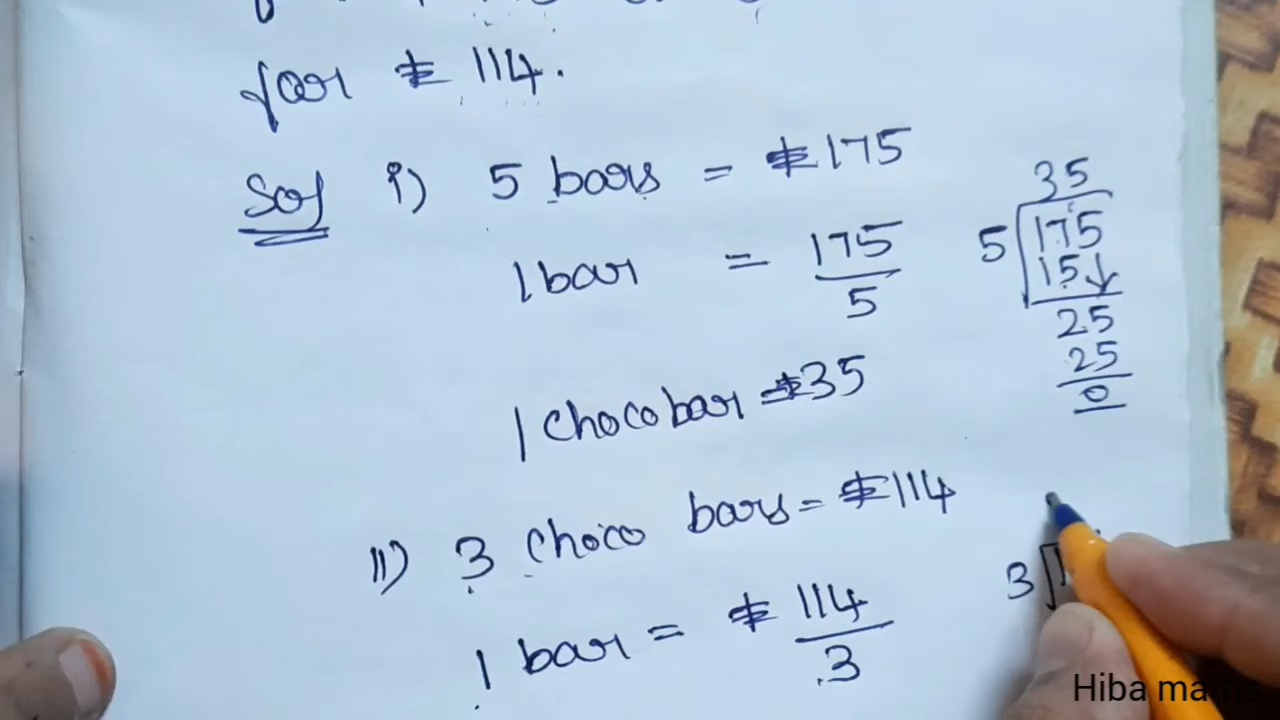 for ₹ 114.
Sol i) 5 bars = ₹175
1 bar = 175/5
1 Chocobar = ₹35
35
5 175
15↓
25
25
0
II) 3 Choco bars = ₹114
1 bar = ₹ 114/3
3
Hiba ma